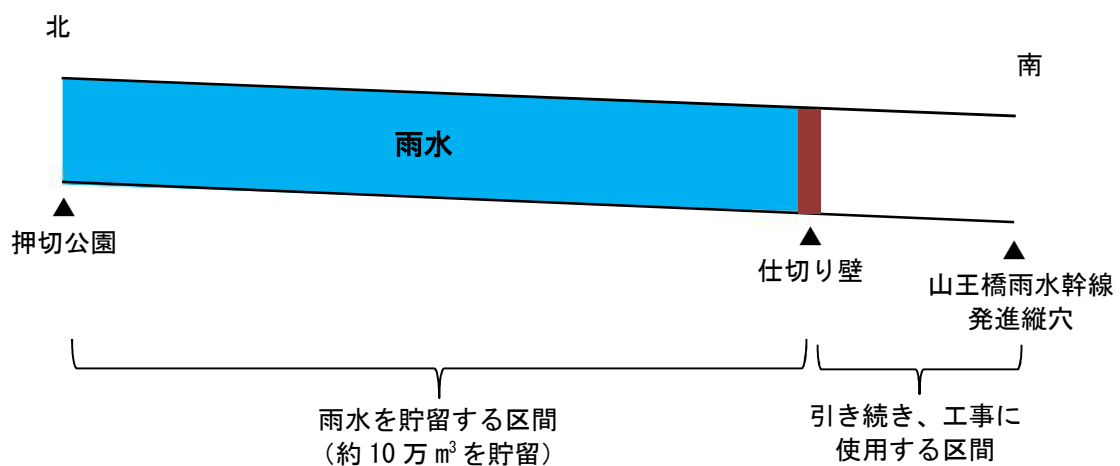 北
南
雨水
押切公園
仕切り壁
山王橋雨水幹線
発進縦穴
雨水を貯留する区間
（約 10 万 m³ を貯留）
引き続き、工事に
使用する区間